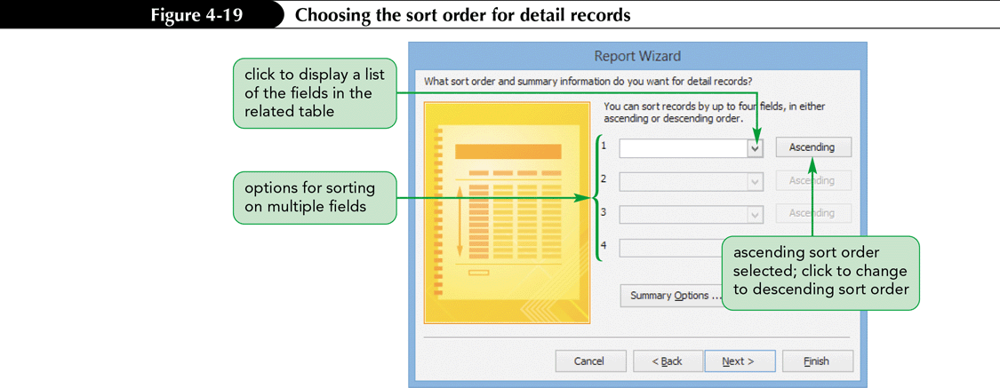 Figure 4-19 Choosing the sort order for detail records
Report Wizard
click to display a list
of the fields in the
related table
What sort order and summary information do you want for detail records?
You can sort records by up to four fields, in either
ascending or descending order.
1 Ascending
options for sorting
on multiple fields
2 Ascending
3 Ascending
4
ascending sort order
selected; click to change
to descending sort order
Summary Options ...
Cancel < Back Next > Finish